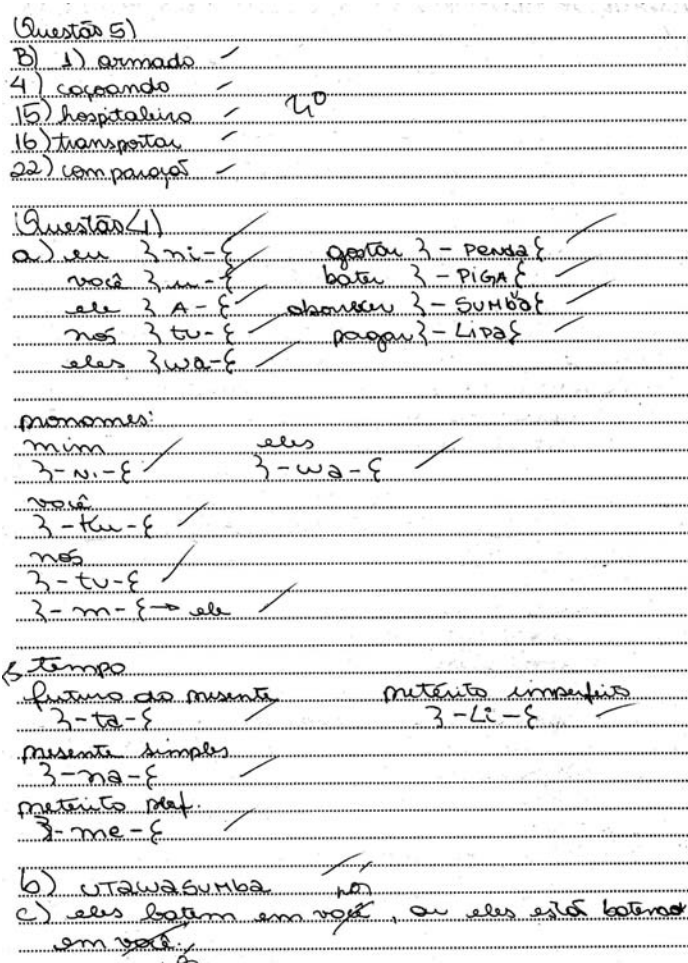 Questão 5)
B) 1) armado
4) caçoando
15) hospitaleiro
16) transportar
22) comparação
Questão 4)
a) eu }ni-{ gostar }-PENDA{
você }u-{ bater }-PIGA{
ele }A-{ aborrecer }-SUMBA{
nós }tu-{ pagar }-LIPA{
eles }wa-{
pronomes:
mim eles
}-Ni-{ }-wa-{
você
}-Ku-{
nós
}-tu-{
}-m-{→ ele
tempo
futuro do presente pretérito imperfeito
}-ta-{ }-Li-{
presente simples
}-na-{
pretérito perf.
}-me-{
b) UTAWASUMBA
c) eles batem em você, ou eles estão batendo
em você.